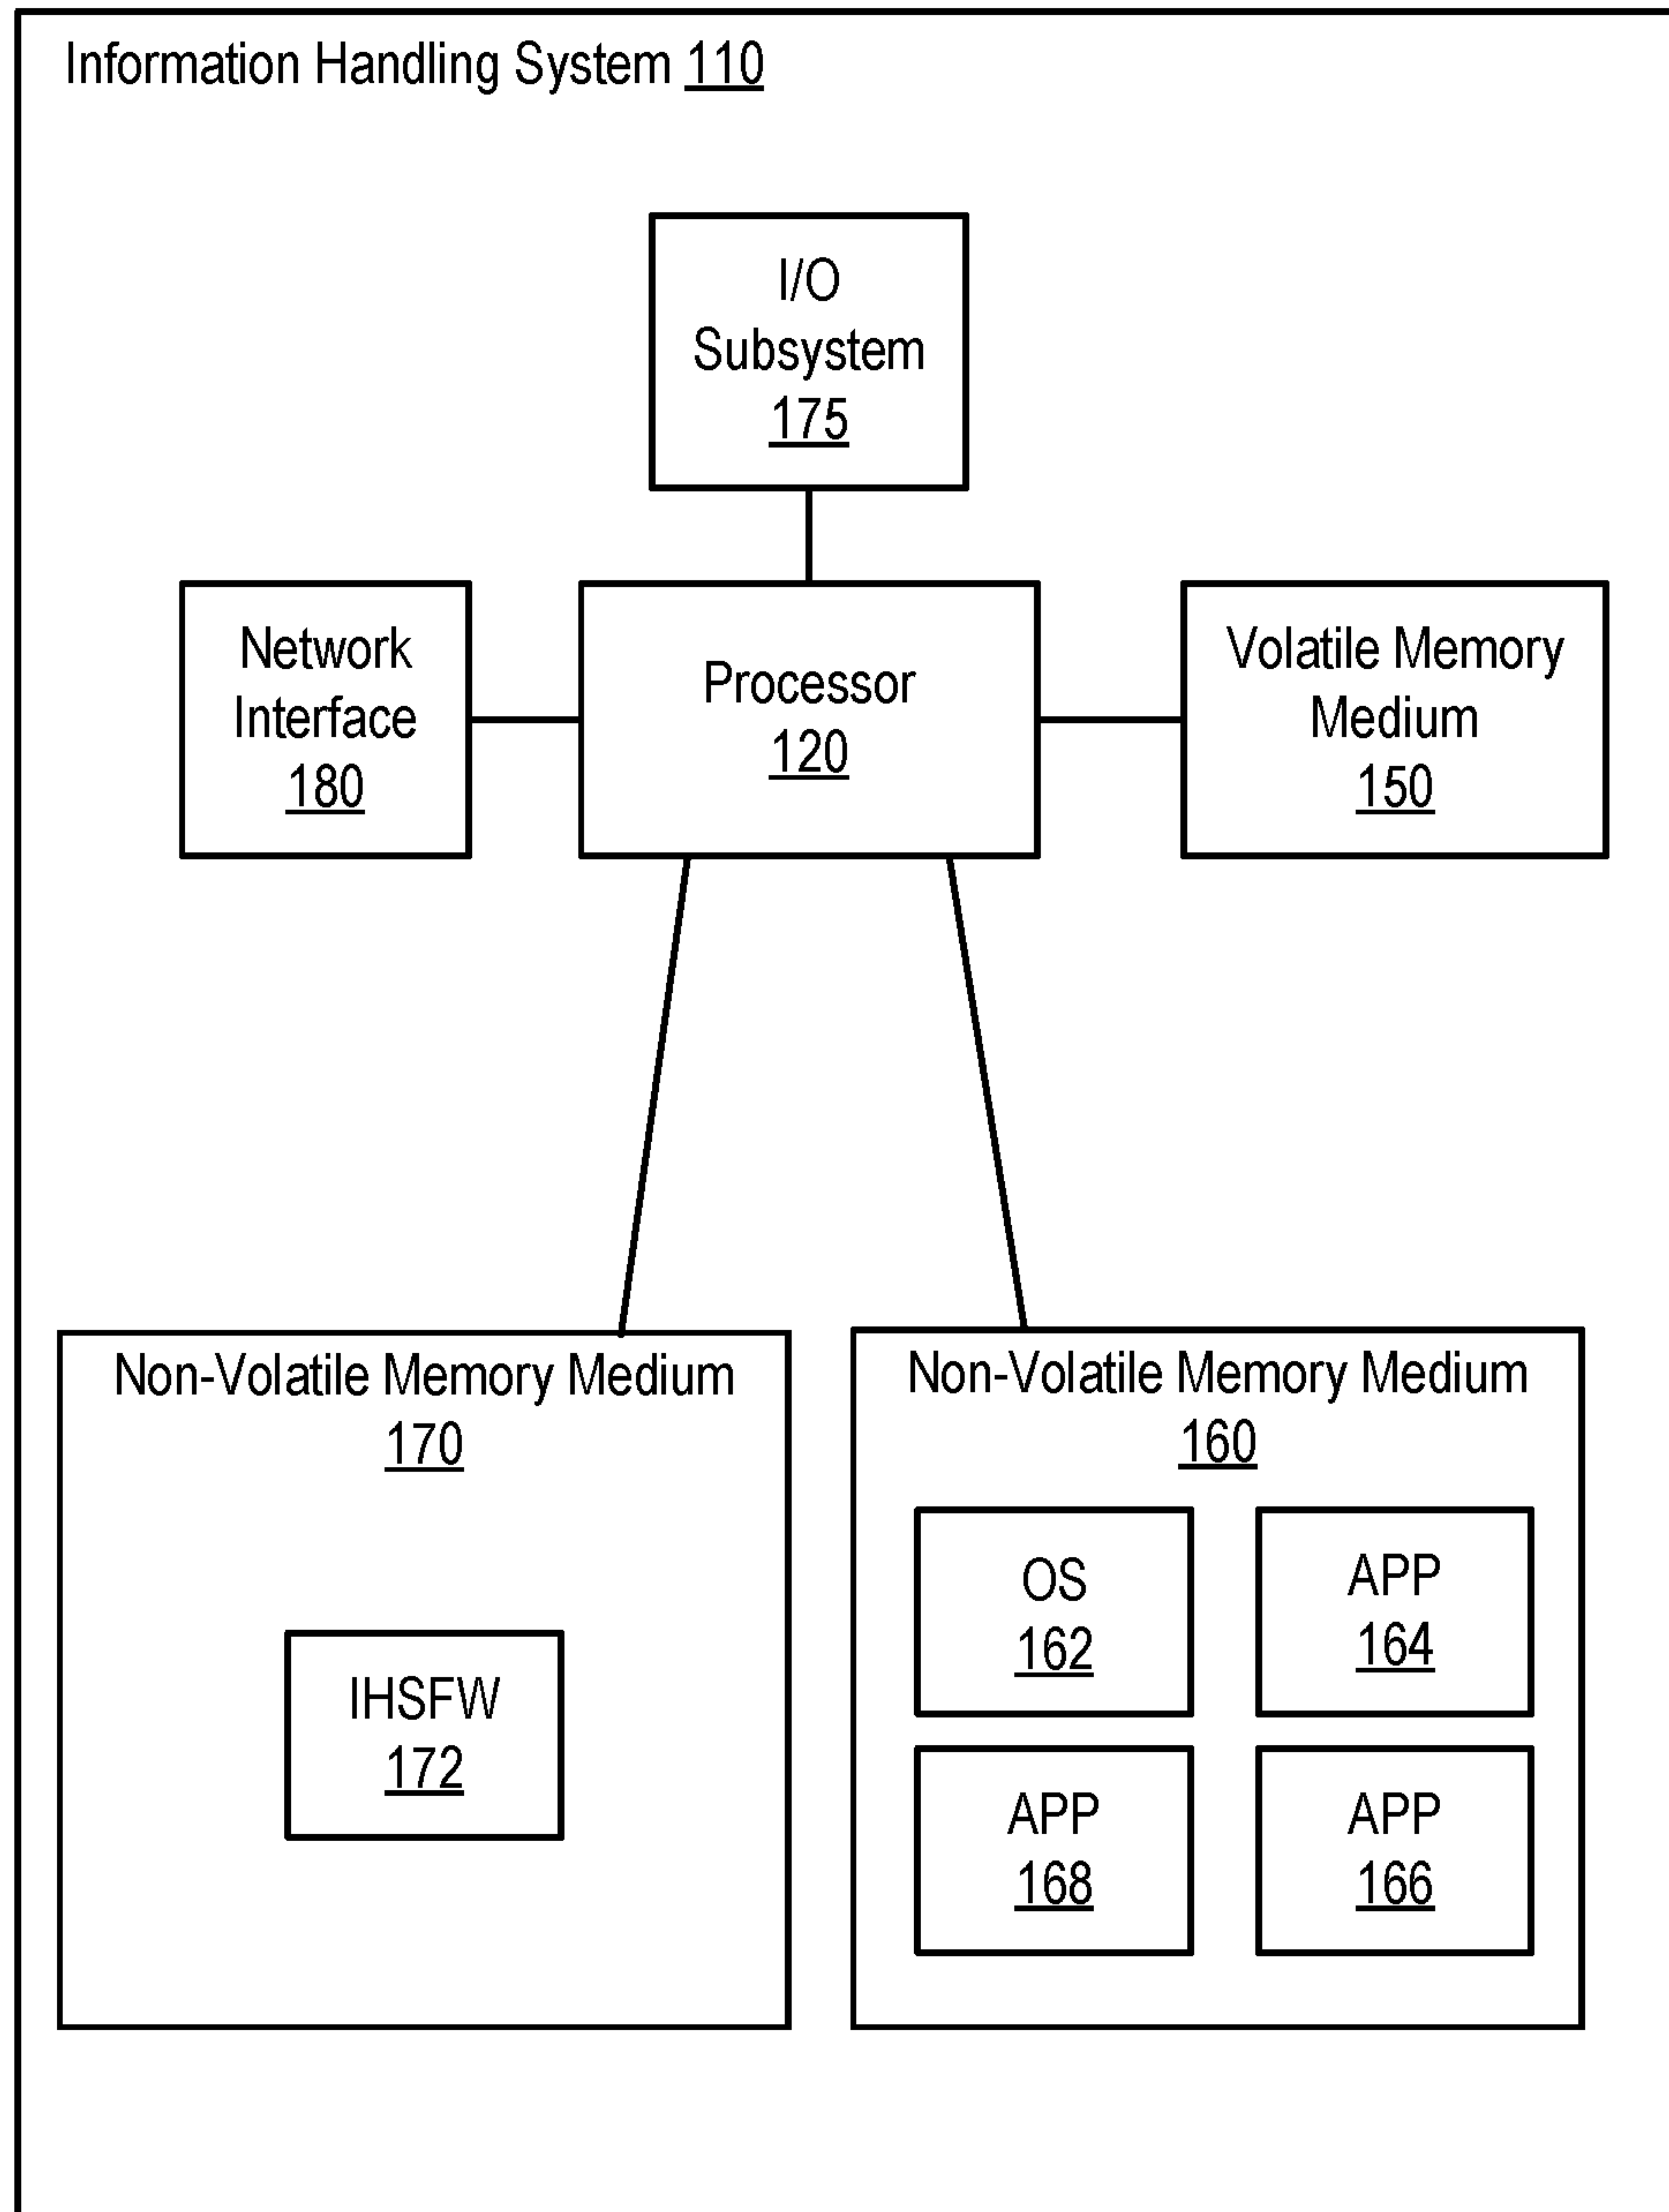 Information Handling System 110
I/O
Subsystem
175
Network
Interface
180
Processor
120
Volatile Memory
Medium
150
Non-Volatile Memory Medium
170
IHSFW
172
Non-Volatile Memory Medium
160
OS
162
APP
164
APP
168
APP
166